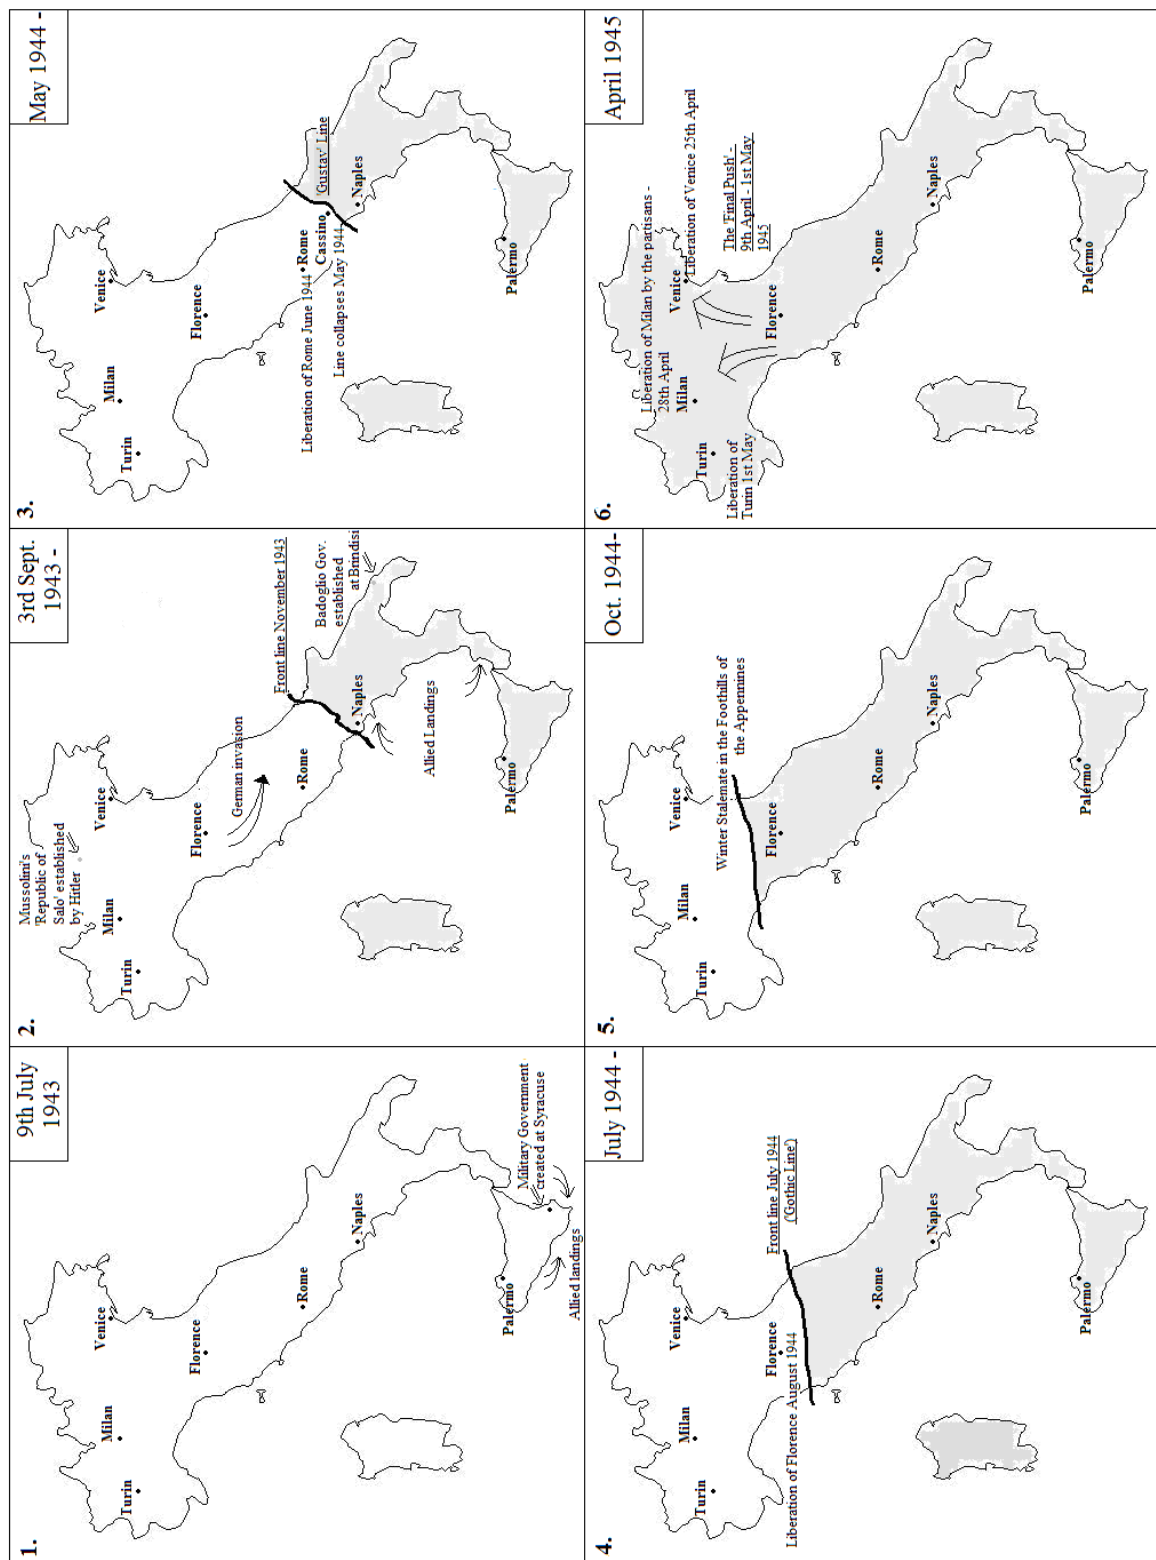 1.
9th July
1943
Turin
Milan
Venice
Florence
Rome
Naples
Palermo
Military Government
created at Syracuse
Allied landings
2.
3rd Sept.
1943 -
Mussolini's
'Republic of
Salo' established
by Hitler
Turin
Milan
Venice
Florence
German invasion
Rome
Front line November 1943
Naples
Badoglio Gov.
established
at Brindisi
Allied Landings
Palermo
3.
May 1944 -
Turin
Milan
Venice
Florence
Liberation of Rome June 1944
Rome
Cassino
'Gustav' Line
Line collapses May 1944
Naples
Palermo
4.
July 1944 -
Turin
Milan
Venice
Florence
Liberation of Florence August 1944
Front line July 1944
('Gothic Line')
Rome
Naples
Palermo
5.
Oct. 1944-
Turin
Milan
Venice
Winter Stalemate in the Foothills of
the Appennines
Florence
Rome
Naples
Palermo
6.
April 1945
Liberation of Milan by the partisans -
28th April
Milan
Venice
Liberation of Venice 25th April
Turin
Liberation of
Turin 1st May
The 'Final Push' -
9th April - 1st May
1945
Florence
Rome
Naples
Palermo